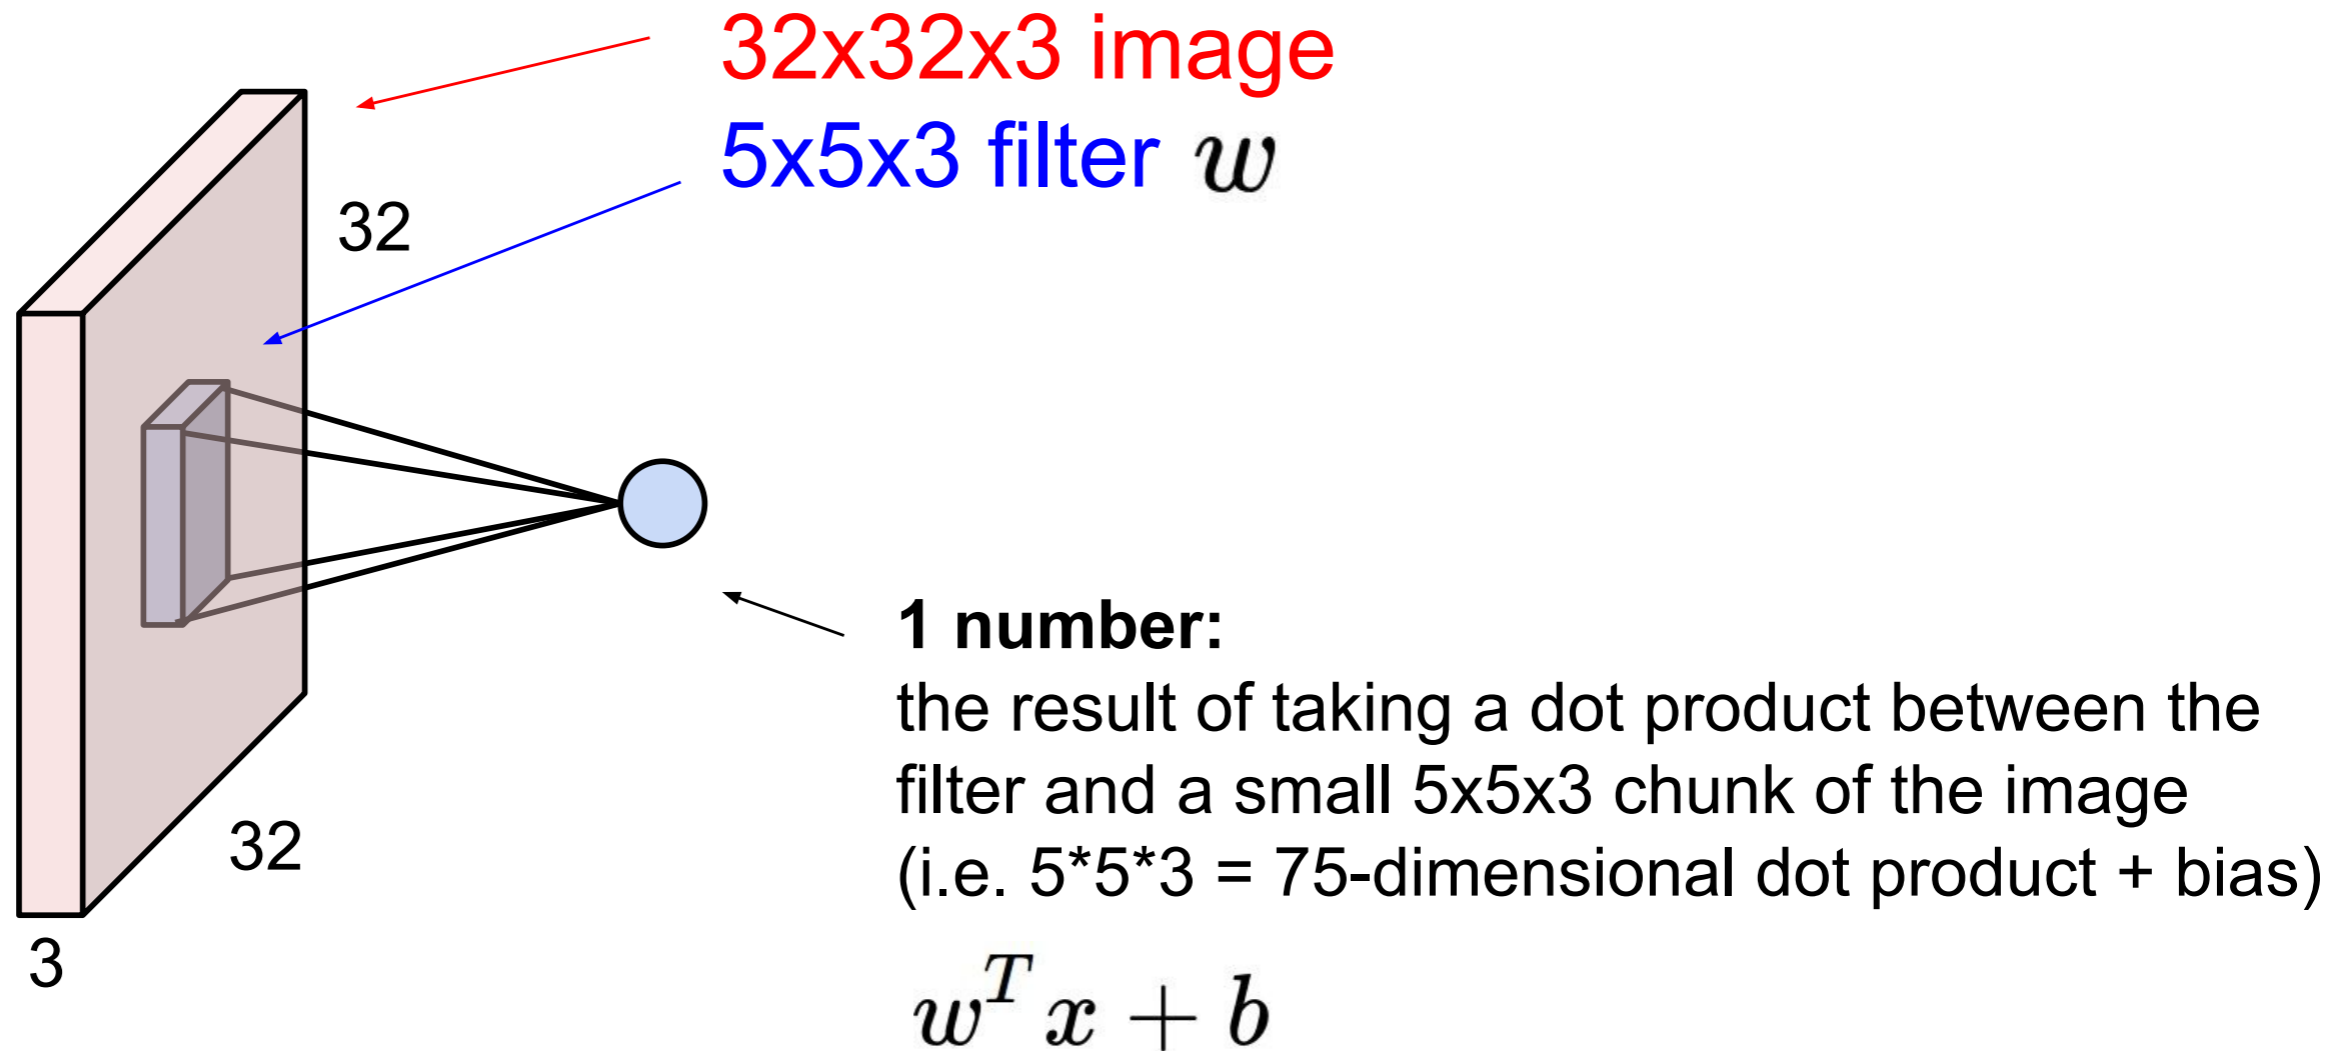 32x32x3 image
5x5x3 filter w
32
32
3
1 number:
the result of taking a dot product between the
filter and a small 5x5x3 chunk of the image
(i.e. 5*5*3 = 75-dimensional dot product + bias)
w^T x + b